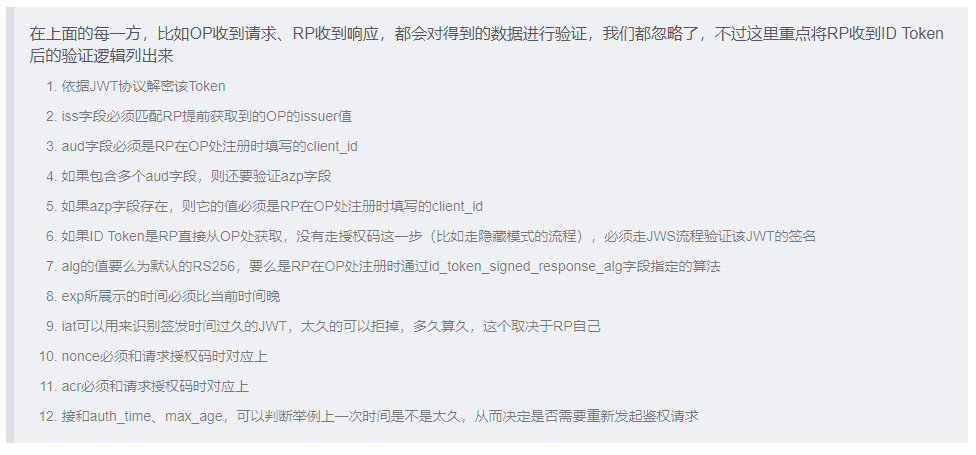 在上面的每一方，比如OP收到请求、RP收到响应，都会对得到的数据进行验证，我们都忽略了，不过这里重点将RP收到ID Token
后的验证逻辑列出来
1. 依据JWT协议解密该Token
2. iss字段必须匹配RP提前获取到的OP的issuer值
3. aud字段必须是RP在OP处注册时填写的client_id
4. 如果包含多个aud字段，则还要验证azp字段
5. 如果azp字段存在，则它的值必须是RP在OP处注册时填写的client_id
6. 如果ID Token是RP直接从OP处获取，没有走授权码这一步（比如走隐藏模式的流程），必须走JWS流程验证该JWT的签名
7. alg的值要么为默认的RS256，要么是RP在OP处注册时通过id_token_signed_response_alg字段指定的算法
8. exp所展示的时间必须比当前时间晚
9. iat可以用来识别签发时间过久的JWT，太久的可以拒掉，多久算久，这个取决于RP自己
10. nonce必须和请求授权码时对应上
11. acr必须和请求授权码时对应上
12. 接和auth_time、max_age，可以判断举例上一次时间是不是太久，从而决定是否需要重新发起鉴权请求